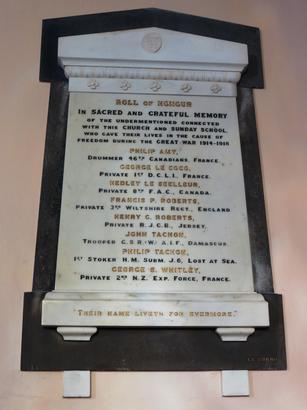 ROLL OF HONOUR
IN SACRED AND GRATEFUL MEMORY
OF THE UNDERMENTIONED CONNECTED
WITH THIS CHURCH AND SUNDAY SCHOOL,
WHO GAVE THEIR LIVES IN THE CAUSE OF
FREEDOM DURING THE GREAT WAR 1914-1918
PHILIP AMY,
DRUMMER 46TH CANADIANS, FRANCE.
GEORGE LE COCQ,
PRIVATE 1ST D.C.L.I. FRANCE.
HEDLEY LE SEELLEUR,
PRIVATE 8TH F.A.C., CANADA.
FRANCIS P. ROBERTS,
PRIVATE 3RD WILTSHIRE REGT., ENGLAND.
HENRY G. ROBERTS,
PRIVATE R.J.G.B., JERSEY.
JOHN TACHON,
TROOPER C.S.R. A.I.F., DAMASCUS.
PHILIP TACHON,
1ST STOKER H.M. SUBM. J.6, LOST AT SEA.
GEORGE S. WHITLEY,
PRIVATE 2ND N.Z. EXP. FORCE, FRANCE.
"THEIR NAME LIVETH FOR EVERMORE."